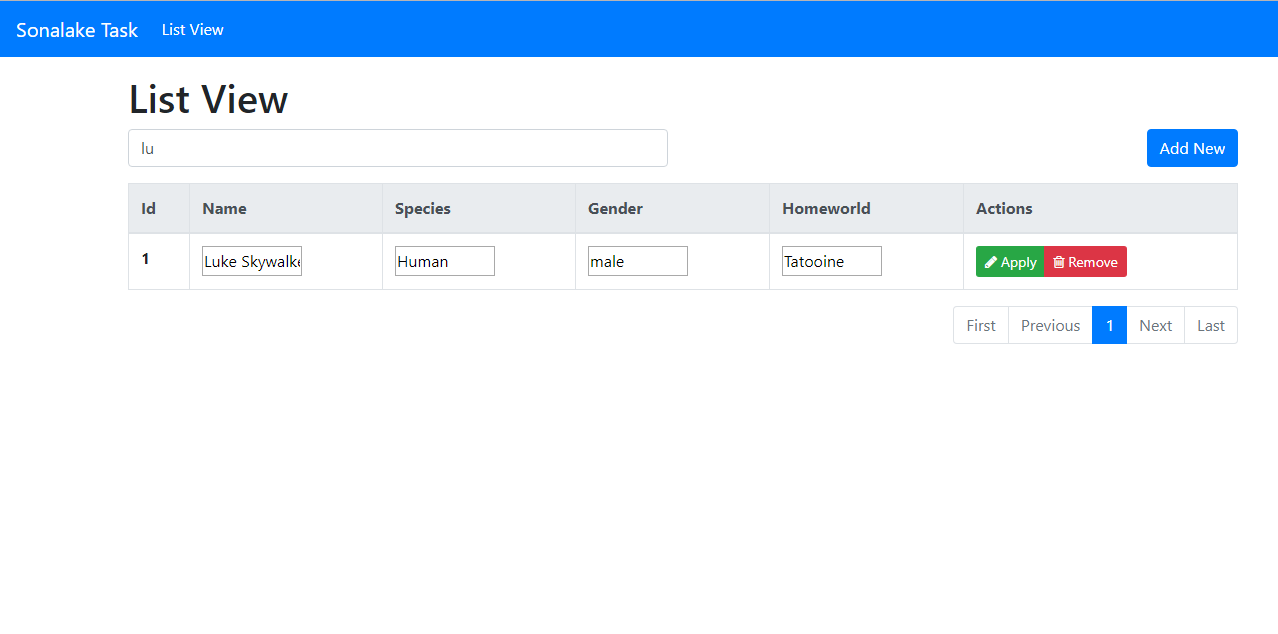 Sonalake Task List View
List View
lu
Add New
Id Name Species Gender Homeworld Actions
1 Luke Skywalke Human male Tatooine Apply Remove
First Previous 1 Next Last